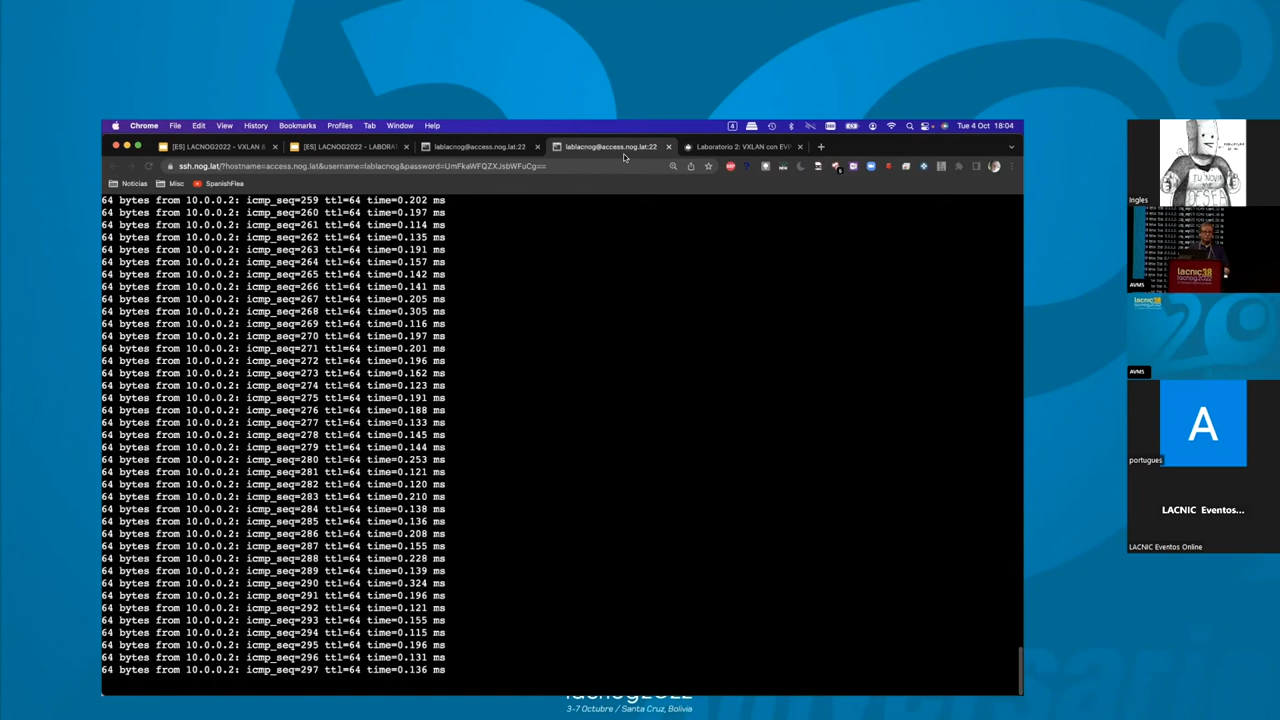 Chrome File Edit View History Bookmarks Profiles Tab Window Help 4 Tue 4 Oct 18:04
[ES] LACNOG2022 - VXLAN & [ES] LACNOG2022 - LABORAT lablacnog@access.nog.lat:22 lablacnog@access.nog.lat:22 Laboratorio 2: VXLAN con EVP
ssh.nog.lat/?hostname=access.nog.lat&username=lablacnog&password=UmFkaWFQZXJsbWFuCg==
Noticias Misc SpanishFlea
64 bytes from 10.0.0.2: icmp_seq=259 ttl=64 time=0.202 ms
64 bytes from 10.0.0.2: icmp_seq=260 ttl=64 time=0.197 ms
64 bytes from 10.0.0.2: icmp_seq=261 ttl=64 time=0.114 ms
64 bytes from 10.0.0.2: icmp_seq=262 ttl=64 time=0.135 ms
64 bytes from 10.0.0.2: icmp_seq=263 ttl=64 time=0.191 ms
64 bytes from 10.0.0.2: icmp_seq=264 ttl=64 time=0.157 ms
64 bytes from 10.0.0.2: icmp_seq=265 ttl=64 time=0.142 ms
64 bytes from 10.0.0.2: icmp_seq=266 ttl=64 time=0.141 ms
64 bytes from 10.0.0.2: icmp_seq=267 ttl=64 time=0.205 ms
64 bytes from 10.0.0.2: icmp_seq=268 ttl=64 time=0.305 ms
64 bytes from 10.0.0.2: icmp_seq=269 ttl=64 time=0.116 ms
64 bytes from 10.0.0.2: icmp_seq=270 ttl=64 time=0.197 ms
64 bytes from 10.0.0.2: icmp_seq=271 ttl=64 time=0.201 ms
64 bytes from 10.0.0.2: icmp_seq=272 ttl=64 time=0.196 ms
64 bytes from 10.0.0.2: icmp_seq=273 ttl=64 time=0.162 ms
64 bytes from 10.0.0.2: icmp_seq=274 ttl=64 time=0.123 ms
64 bytes from 10.0.0.2: icmp_seq=275 ttl=64 time=0.191 ms
64 bytes from 10.0.0.2: icmp_seq=276 ttl=64 time=0.188 ms
64 bytes from 10.0.0.2: icmp_seq=277 ttl=64 time=0.133 ms
64 bytes from 10.0.0.2: icmp_seq=278 ttl=64 time=0.145 ms
64 bytes from 10.0.0.2: icmp_seq=279 ttl=64 time=0.144 ms
64 bytes from 10.0.0.2: icmp_seq=280 ttl=64 time=0.253 ms
64 bytes from 10.0.0.2: icmp_seq=281 ttl=64 time=0.121 ms
64 bytes from 10.0.0.2: icmp_seq=282 ttl=64 time=0.120 ms
64 bytes from 10.0.0.2: icmp_seq=283 ttl=64 time=0.210 ms
64 bytes from 10.0.0.2: icmp_seq=284 ttl=64 time=0.138 ms
64 bytes from 10.0.0.2: icmp_seq=285 ttl=64 time=0.136 ms
64 bytes from 10.0.0.2: icmp_seq=286 ttl=64 time=0.208 ms
64 bytes from 10.0.0.2: icmp_seq=287 ttl=64 time=0.155 ms
64 bytes from 10.0.0.2: icmp_seq=288 ttl=64 time=0.228 ms
64 bytes from 10.0.0.2: icmp_seq=289 ttl=64 time=0.139 ms
64 bytes from 10.0.0.2: icmp_seq=290 ttl=64 time=0.324 ms
64 bytes from 10.0.0.2: icmp_seq=291 ttl=64 time=0.196 ms
64 bytes from 10.0.0.2: icmp_seq=292 ttl=64 time=0.121 ms
64 bytes from 10.0.0.2: icmp_seq=293 ttl=64 time=0.155 ms
64 bytes from 10.0.0.2: icmp_seq=294 ttl=64 time=0.115 ms
64 bytes from 10.0.0.2: icmp_seq=295 ttl=64 time=0.196 ms
64 bytes from 10.0.0.2: icmp_seq=296 ttl=64 time=0.131 ms
64 bytes from 10.0.0.2: icmp_seq=297 ttl=64 time=0.136 ms
lacnog2022
3-7 Octubre / Santa Cruz, Bolivia
TU NO
DESEA
Ingles
lacnic38
lacnog2022
AVMS
lacnic38
AVMS
A
portugues
LACNIC Eventos...
LACNIC Eventos Online